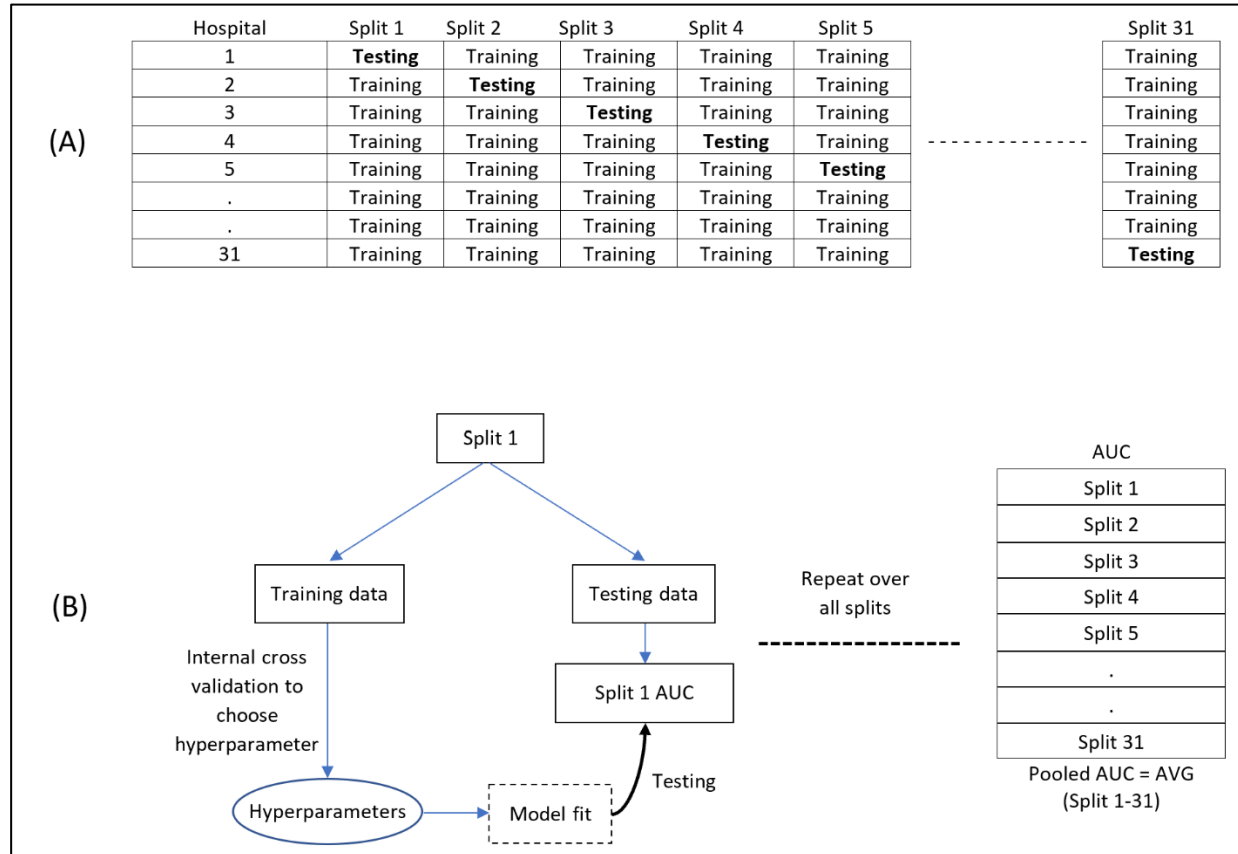 Hospital Split 1 Split 2 Split 3 Split 4 Split 5 Split 31
1 Testing Training Training Training Training Training
2 Training Testing Training Training Training Training
3 Training Training Testing Training Training Training
(A) 4 Training Training Training Testing Training Training
5 Training Training Training Training Testing Training
. Training Training Training Training Training Training
. Training Training Training Training Training Training
31 Training Training Training Training Training Testing
(B)
Split 1
Training data
Testing data
Internal cross
validation to
choose
hyperparameter
Split 1 AUC
Testing
Hyperparameters
Model fit
Repeat over
all splits
AUC
Split 1
Split 2
Split 3
Split 4
Split 5
.
.
Split 31
Pooled AUC = AVG
(Split 1-31)